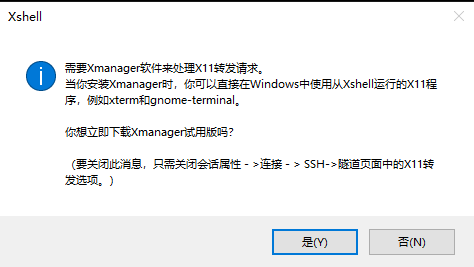 Xshell
需要Xmanager软件来处理X11转发请求。
当你安装Xmanager时，你可以直接在Windows中使用从Xshell运行的X11程
序，例如xterm和gnome-terminal。
你想立即下载Xmanager试用版吗?
（要关闭此消息，只需关闭会话属性 - >连接 - > SSH->隧道页面中的X11转
发选项。）
是(Y)
否(N)